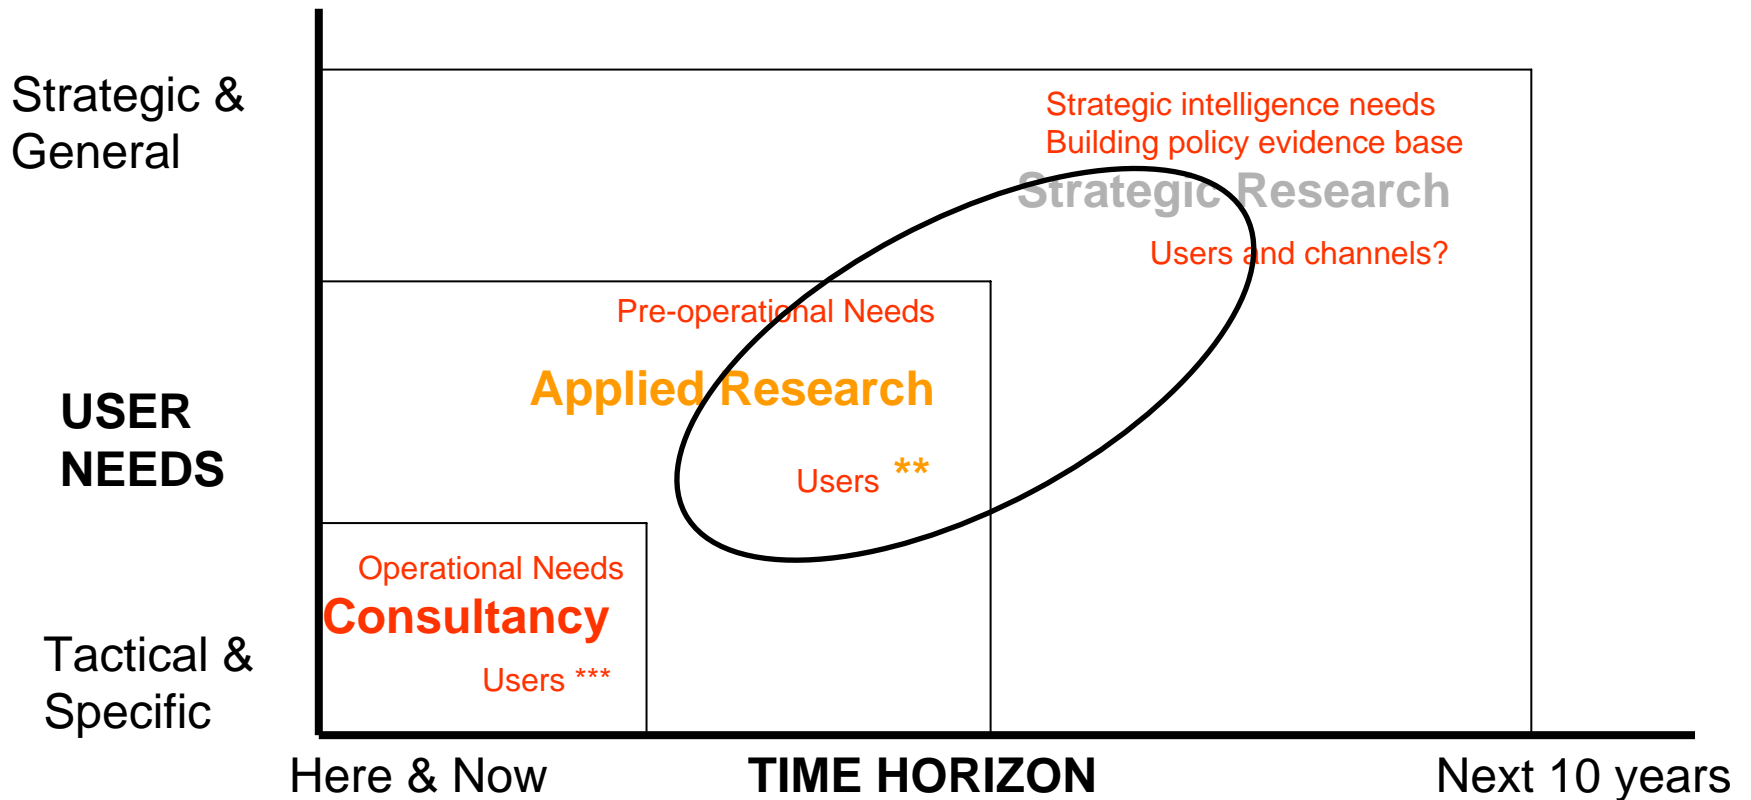 Strategic &
General
Strategic intelligence needs
Building policy evidence base
Strategic Research
Users and channels?
Pre-operational Needs
Applied Research
Users **
USER
NEEDS
Operational Needs
Consultancy
Users ***
Tactical &
Specific
Here & Now
TIME HORIZON
Next 10 years